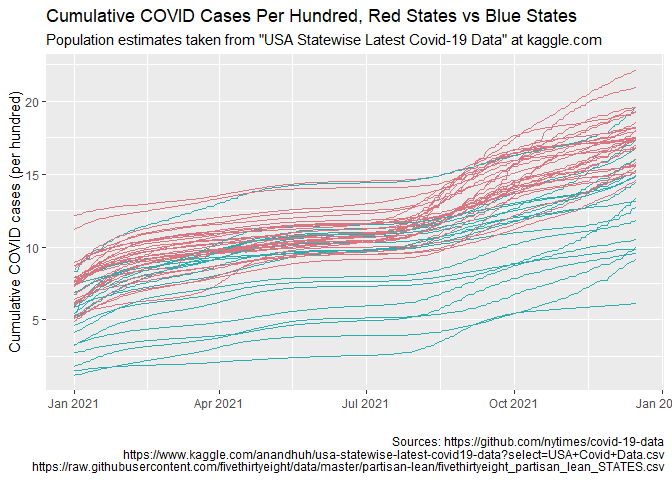 Cumulative COVID Cases Per Hundred, Red States vs Blue States
Population estimates taken from "USA Statewise Latest Covid-19 Data" at kaggle.com
Cumulative COVID cases (per hundred)
20
15
10
5
Jan 2021
Apr 2021
Jul 2021
Oct 2021
Jan 20
Sources: https://github.com/nytimes/covid-19-data
https://www.kaggle.com/anandhuh/usa-statewise-latest-covid19-data?select=USA+Covid+Data.csv
https://raw.githubusercontent.com/fivethirtyeight/data/master/partisan-lean/fivethirtyeight_partisan_lean_STATES.csv